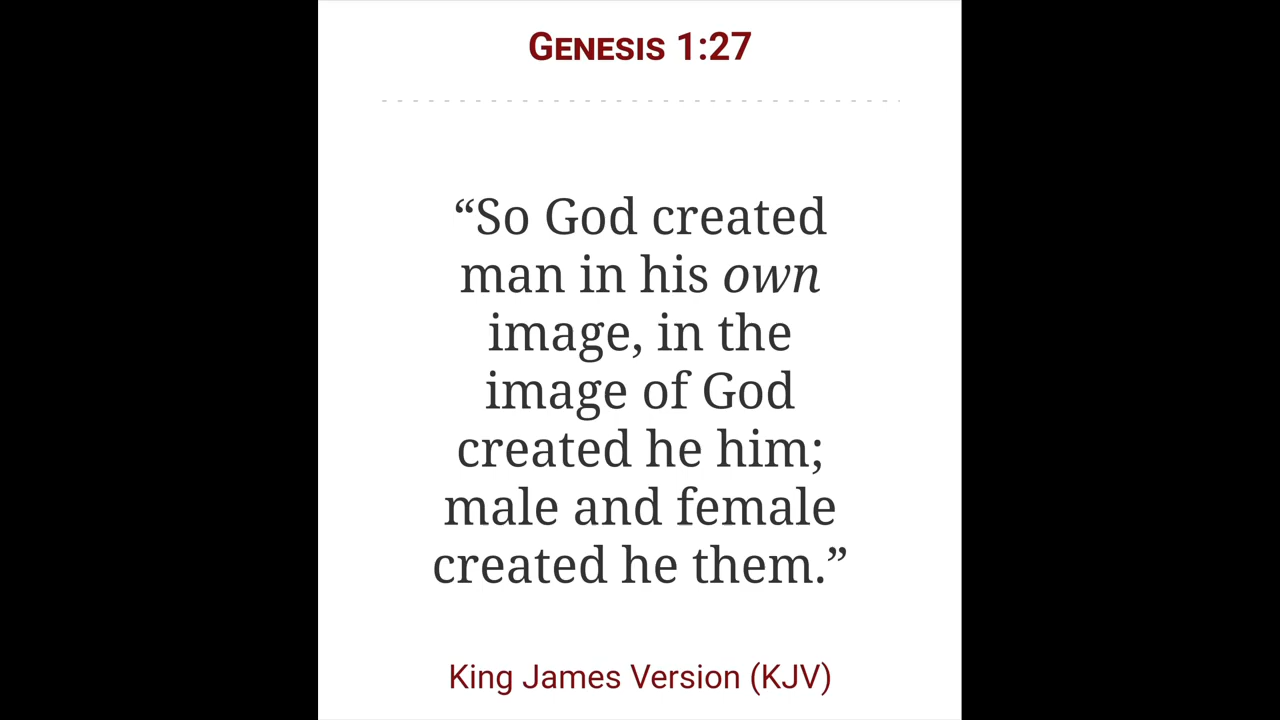 Genesis 1:27
“So God created
man in his own
image, in the
image of God
created he him;
male and female
created he them.”
King James Version (KJV)